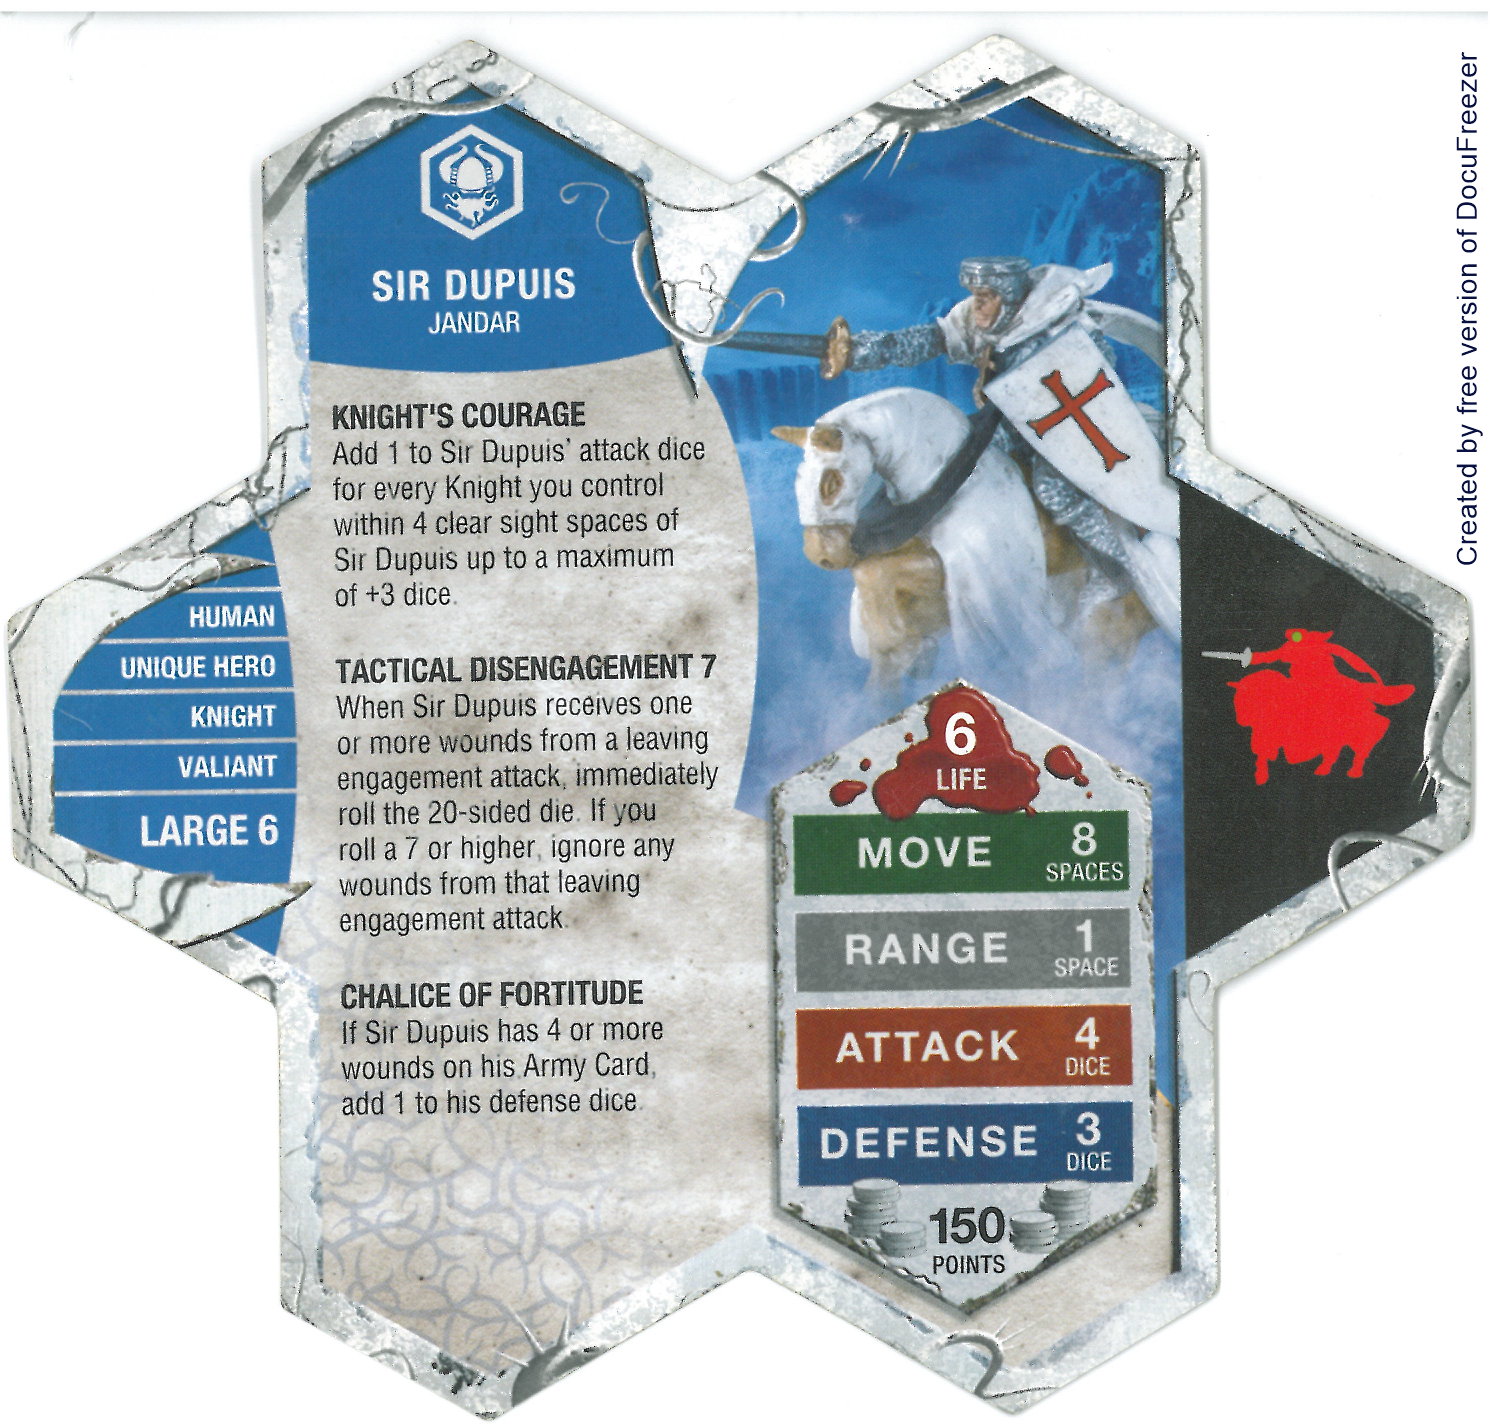 SIR DUPUIS
JANDAR
KNIGHT'S COURAGE
Add 1 to Sir Dupuis' attack dice
for every Knight you control
within 4 clear sight spaces of
Sir Dupuis up to a maximum
of +3 dice.
TACTICAL DISENGAGEMENT 7
When Sir Dupuis receives one
or more wounds from a leaving
engagement attack, immediately
roll the 20-sided die. If you
roll a 7 or higher, ignore any
wounds from that leaving
engagement attack.
CHALICE OF FORTITUDE
If Sir Dupuis has 4 or more
wounds on his Army Card,
add 1 to his defense dice.
HUMAN
UNIQUE HERO
KNIGHT
VALIANT
LARGE 6
6
LIFE
MOVE 8
SPACES
RANGE 1
SPACE
ATTACK 4
DICE
DEFENSE 3
DICE
150
POINTS
Created by free version of DocuFreezer